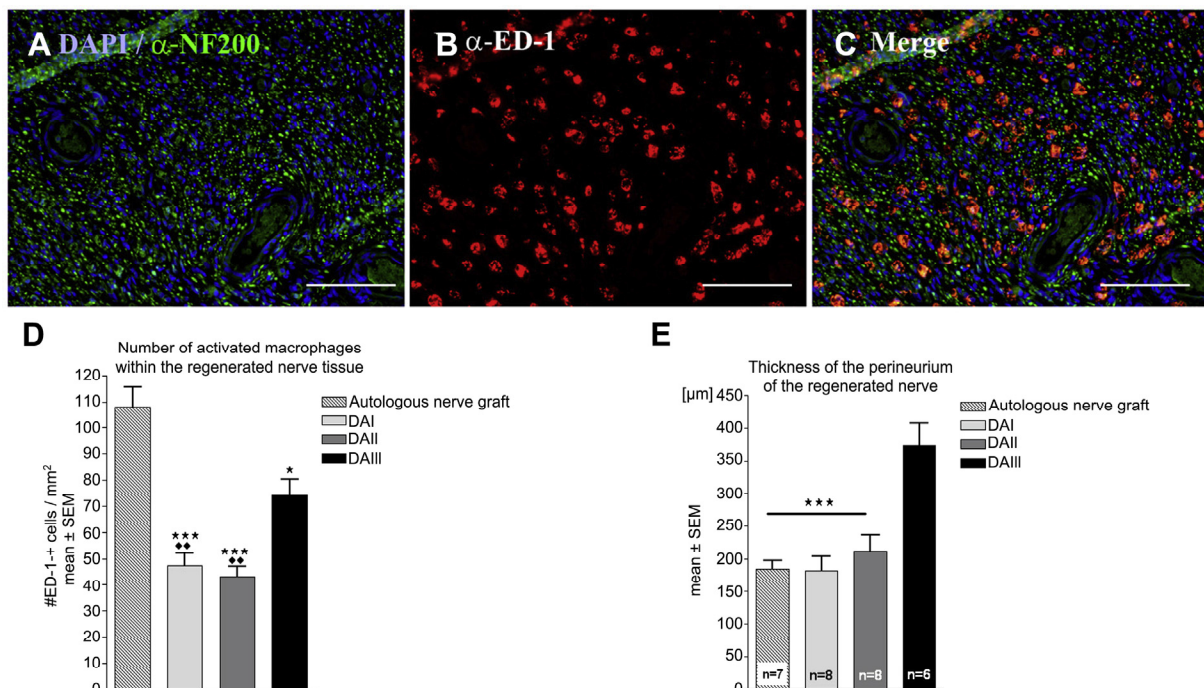 A DAPI / α-NF200
B α-ED-1
C Merge
D
Number of activated macrophages
within the regenerated nerve tissue
#ED-1-+ cells / mm²
mean ± SEM
120
110
100
90
80
70
60
50
40
30
20
10
0
★★★
◆◆
★★★
◆◆
★
Autologous nerve graft
DAI
DAII
DAIII
E
Thickness of the perineurium
of the regenerated nerve
[µm]
mean ± SEM
450
400
350
300
250
200
150
100
50
0
★★★
n=7
n=8
n=8
n=6
Autologous nerve graft
DAI
DAII
DAIII